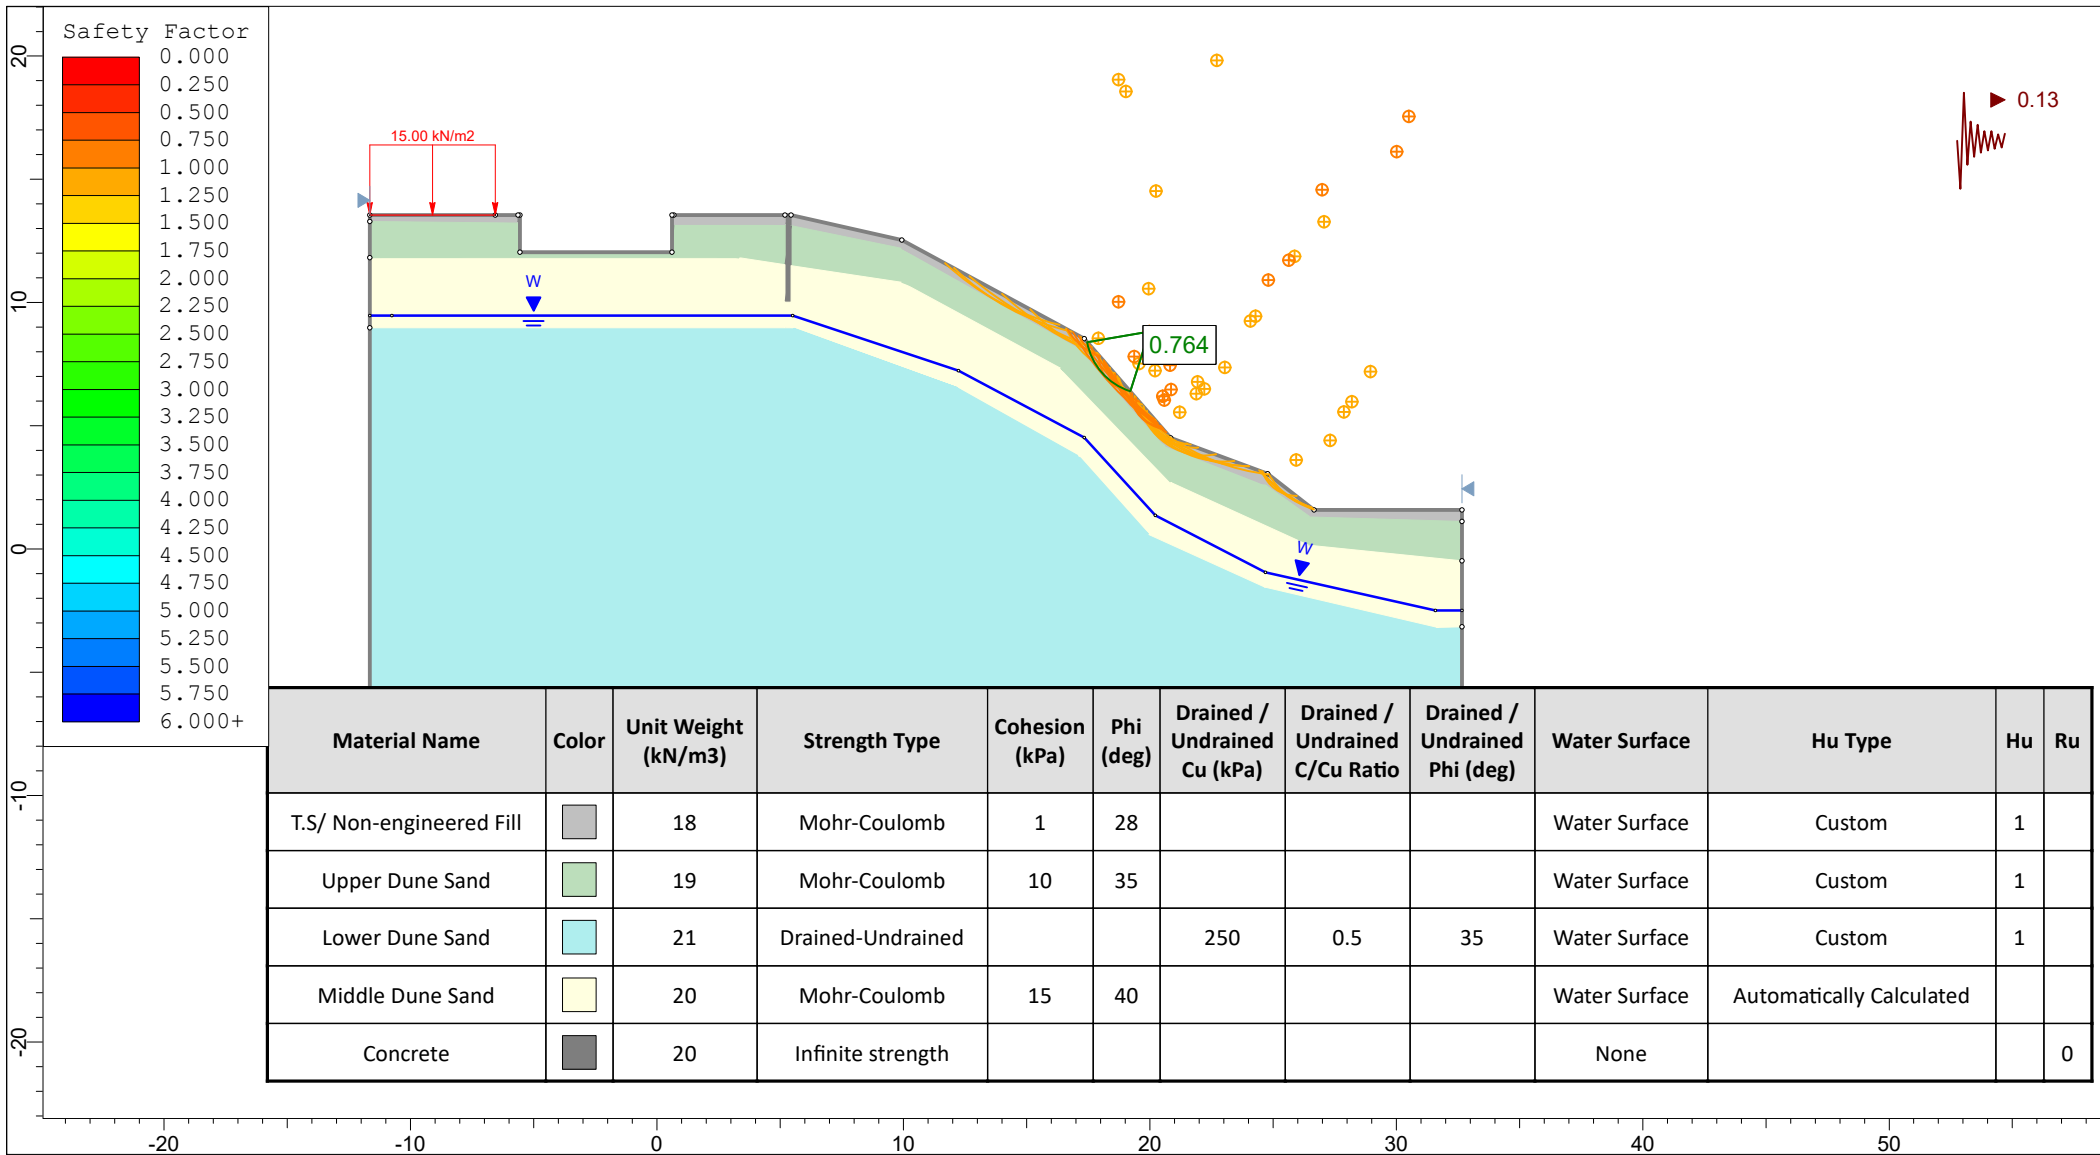 Safety Factor
0.000
0.250
0.500
0.750
1.000
1.250
1.500
1.750
2.000
2.250
2.500
2.750
3.000
3.250
3.500
3.750
4.000
4.250
4.500
4.750
5.000
5.250
5.500
5.750
6.000+
15.00 kN/m2
0.13
W
0.764
W
20
10
0
-10
-20
Material Name Color Unit Weight (kN/m3) Strength Type Cohesion (kPa) Phi (deg) Drained / Undrained Cu (kPa) Drained / Undrained C/Cu Ratio Drained / Undrained Phi (deg) Water Surface Hu Type Hu Ru
T.S/ Non-engineered Fill 18 Mohr-Coulomb 1 28 Water Surface Custom 1
Upper Dune Sand 19 Mohr-Coulomb 10 35 Water Surface Custom 1
Lower Dune Sand 21 Drained-Undrained 250 0.5 35 Water Surface Custom 1
Middle Dune Sand 20 Mohr-Coulomb 15 40 Water Surface Automatically Calculated
Concrete 20 Infinite strength None 0
-20 -10 0 10 20 30 40 50